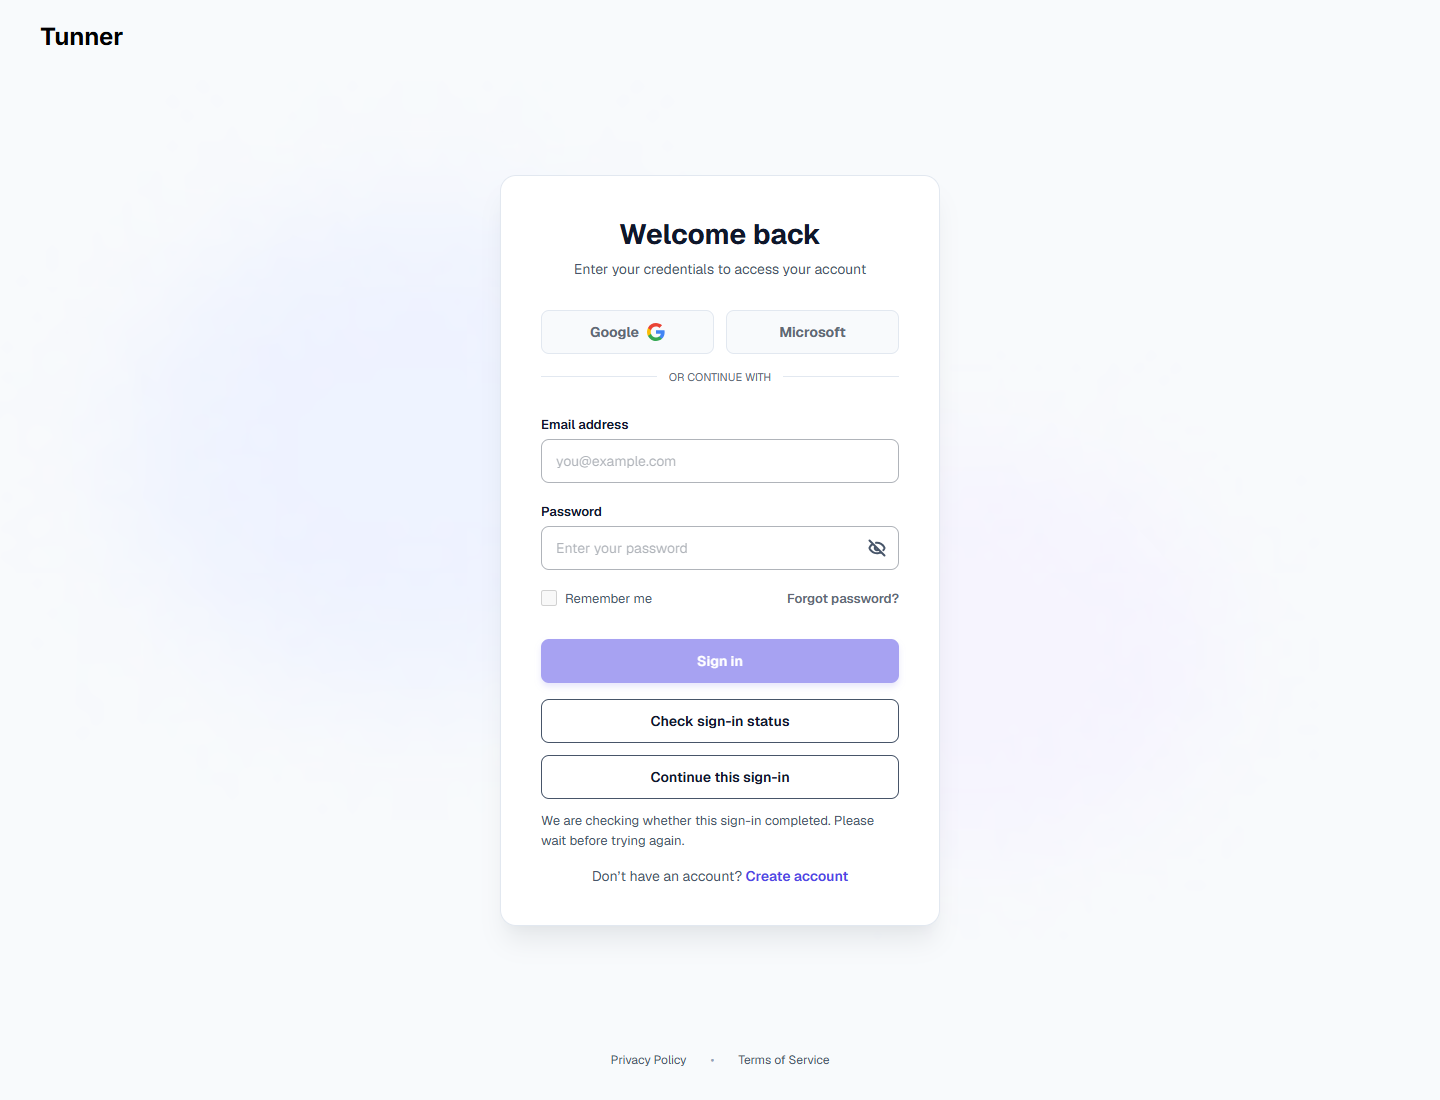 Tunner
Welcome back
Enter your credentials to access your account
Google
Microsoft
OR CONTINUE WITH
Email address
you@example.com
Password
Enter your password
Remember me
Forgot password?
Sign in
Check sign-in status
Continue this sign-in
We are checking whether this sign-in completed. Please
wait before trying again.
Don't have an account? Create account
Privacy Policy • Terms of Service